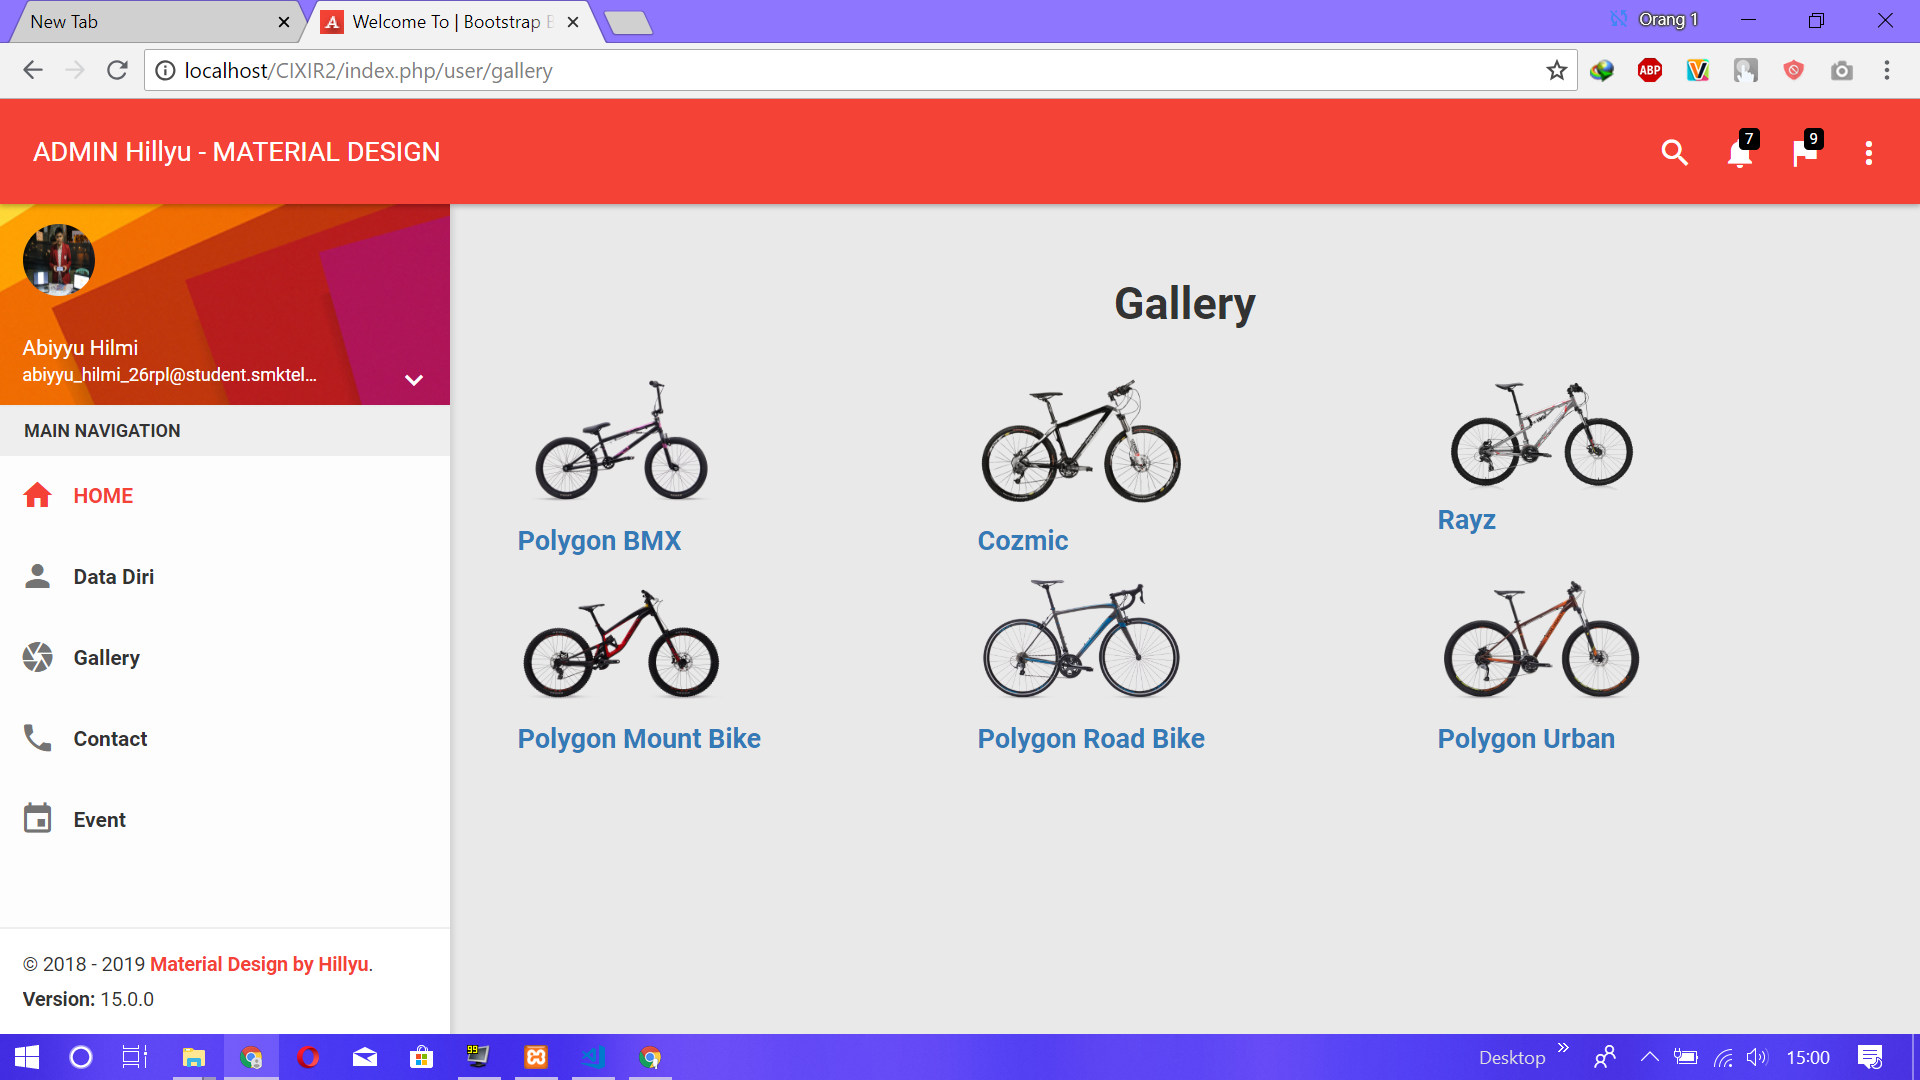 New Tab
Welcome To | Bootstrap B
Orang 1
localhost/CIXIR2/index.php/user/gallery
ABP
ADMIN Hillyu - MATERIAL DESIGN
7
9
Abiyyu Hilmi
abiyyu_hilmi_26rpl@student.smktel...
MAIN NAVIGATION
HOME
Data Diri
Gallery
Contact
Event
© 2018 - 2019 Material Design by Hillyu.
Version: 15.0.0
Gallery
Polygon BMX
Cozmic
Rayz
Polygon Mount Bike
Polygon Road Bike
Polygon Urban
99
Desktop
15:00